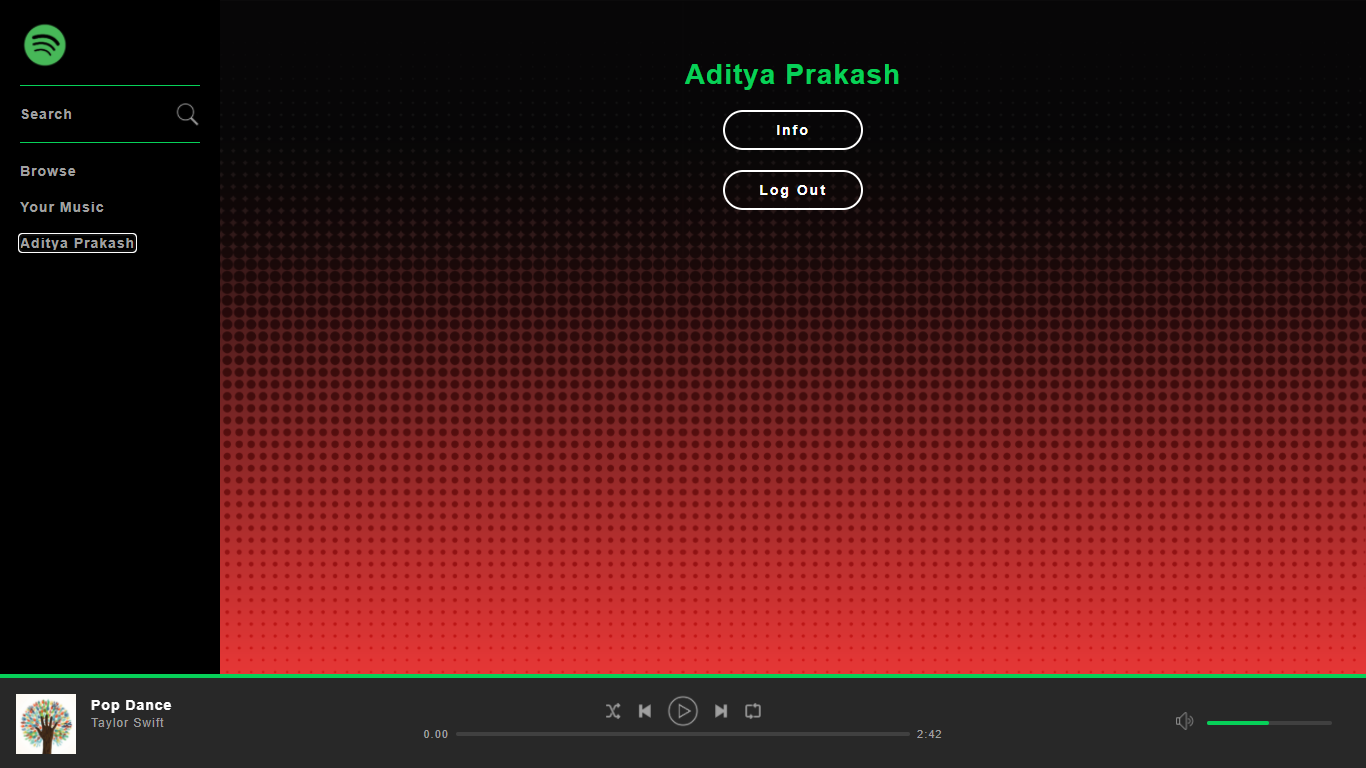 Search
Browse
Your Music
Aditya Prakash
Aditya Prakash
Info
Log Out
Pop Dance
Taylor Swift
0.00
2:42